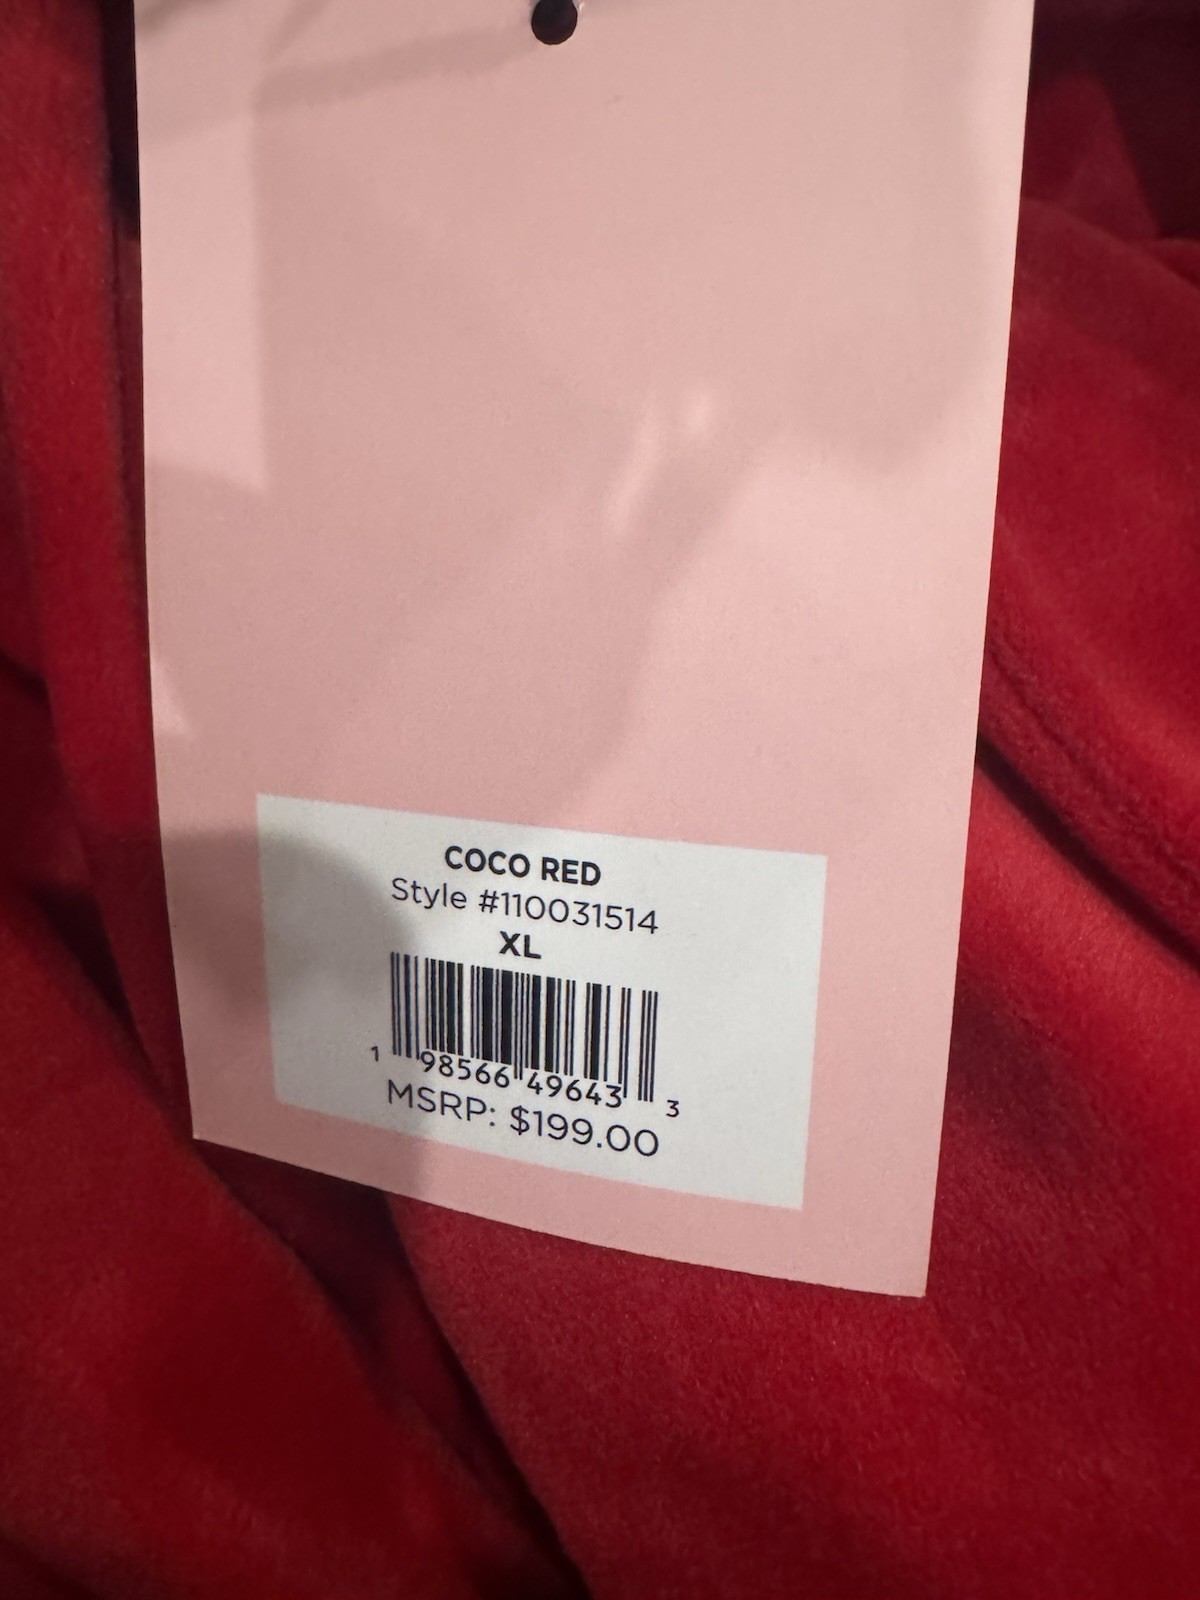 COCO RED
Style #110031514
XL
1 98566 49643 3
MSRP: $199.00